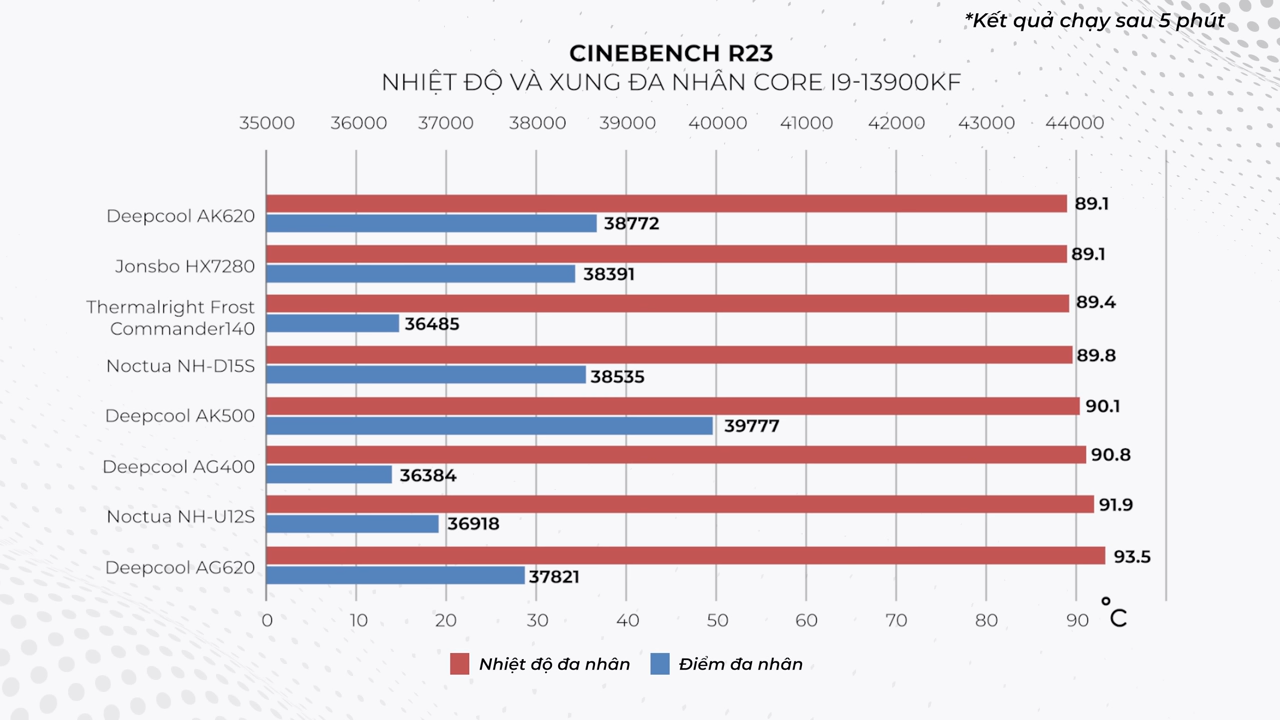 *Kết quả chạy sau 5 phút
CINEBENCH R23
NHIỆT ĐỘ VÀ XUNG ĐA NHÂN CORE I9-13900KF
35000 36000 37000 38000 39000 40000 41000 42000 43000 44000
Deepcool AK620
89.1
38772
Jonsbo HX7280
89.1
38391
Thermalright Frost
Commander140
89.4
36485
Noctua NH-D15S
89.8
38535
Deepcool AK500
90.1
39777
Deepcool AG400
90.8
36384
Noctua NH-U12S
91.9
36918
Deepcool AG620
93.5
37821
0 10 20 30 40 50 60 70 80 90 °C
Nhiệt độ đa nhân Điểm đa nhân